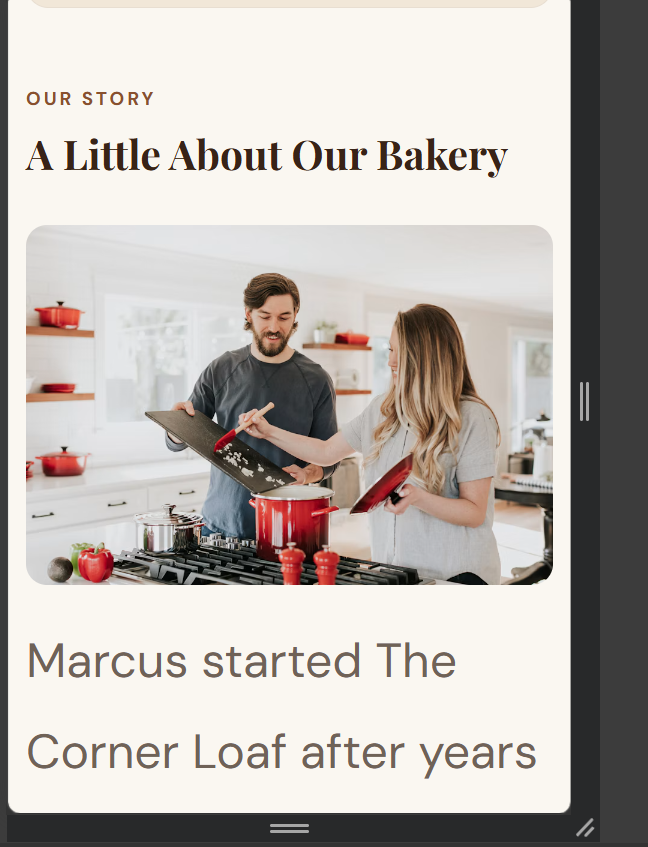 OUR STORY
A Little About Our Bakery
Marcus started The
Corner Loaf after years